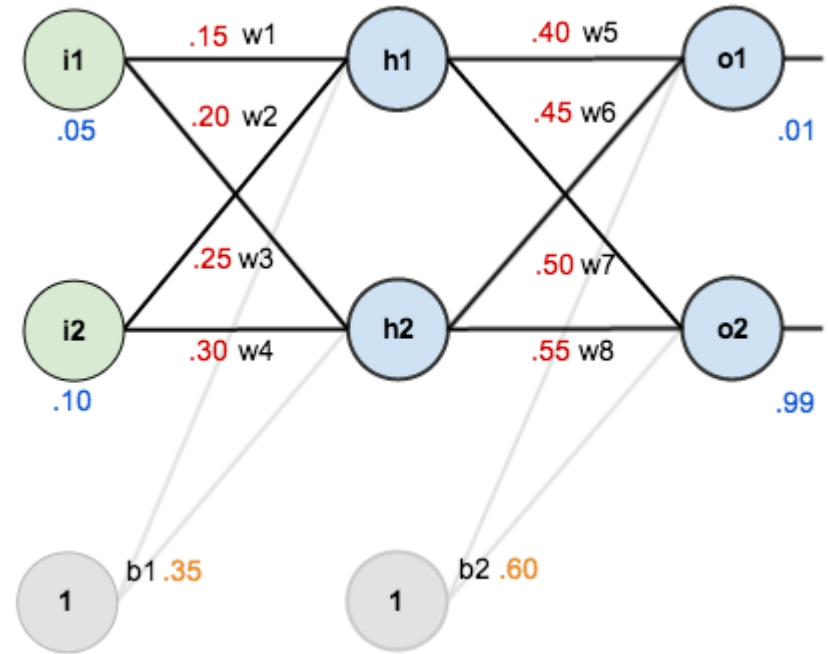 .15 w1
.40 w5
i1
h1
o1
.20 w2
.45 w6
.05
.01
.25 w3
.50 w7
i2
h2
o2
.30 w4
.55 w8
.10
.99
b1 .35
b2 .60
1
1